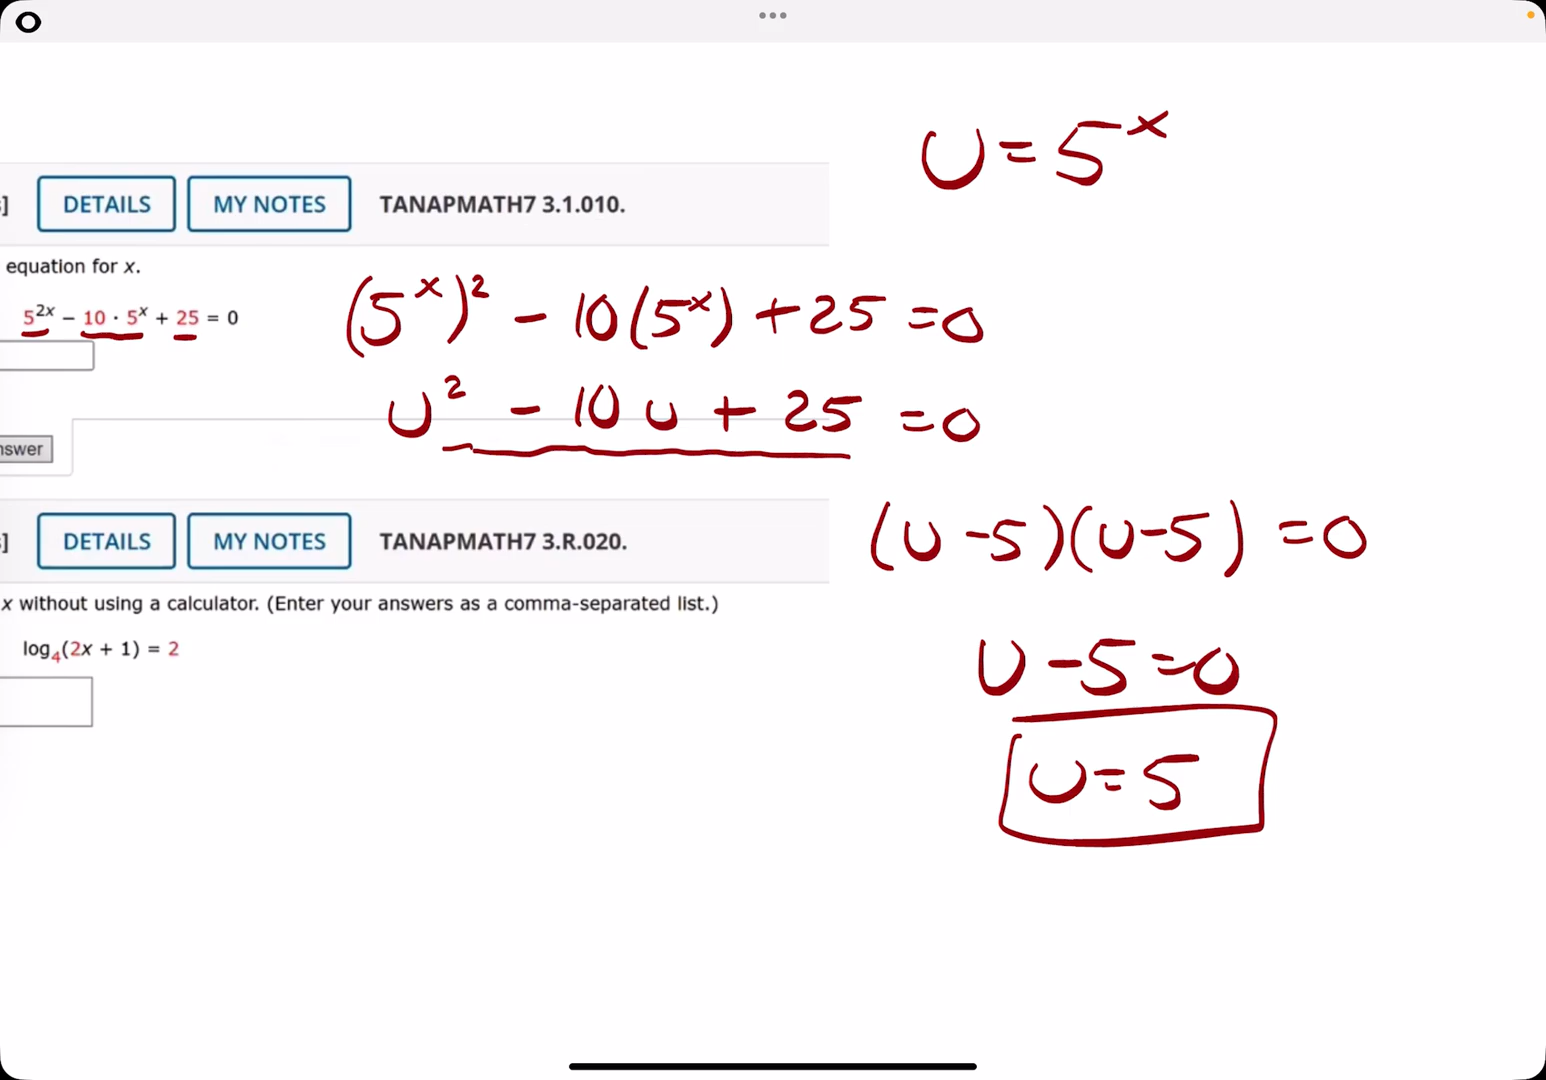 U = 5^x
s] DETAILS MY NOTES TANAPMATH7 3.1.010.
equation for x.
5^2x − 10 · 5^x + 25 = 0
(5^x)^2 − 10(5^x) + 25 = 0
U^2 − 10 u + 25 = 0
nswer
(U − 5)(U − 5) = 0
] DETAILS MY NOTES TANAPMATH7 3.R.020.
x without using a calculator. (Enter your answers as a comma-separated list.)
log₄(2x + 1) = 2
U − 5 = 0
U = 5